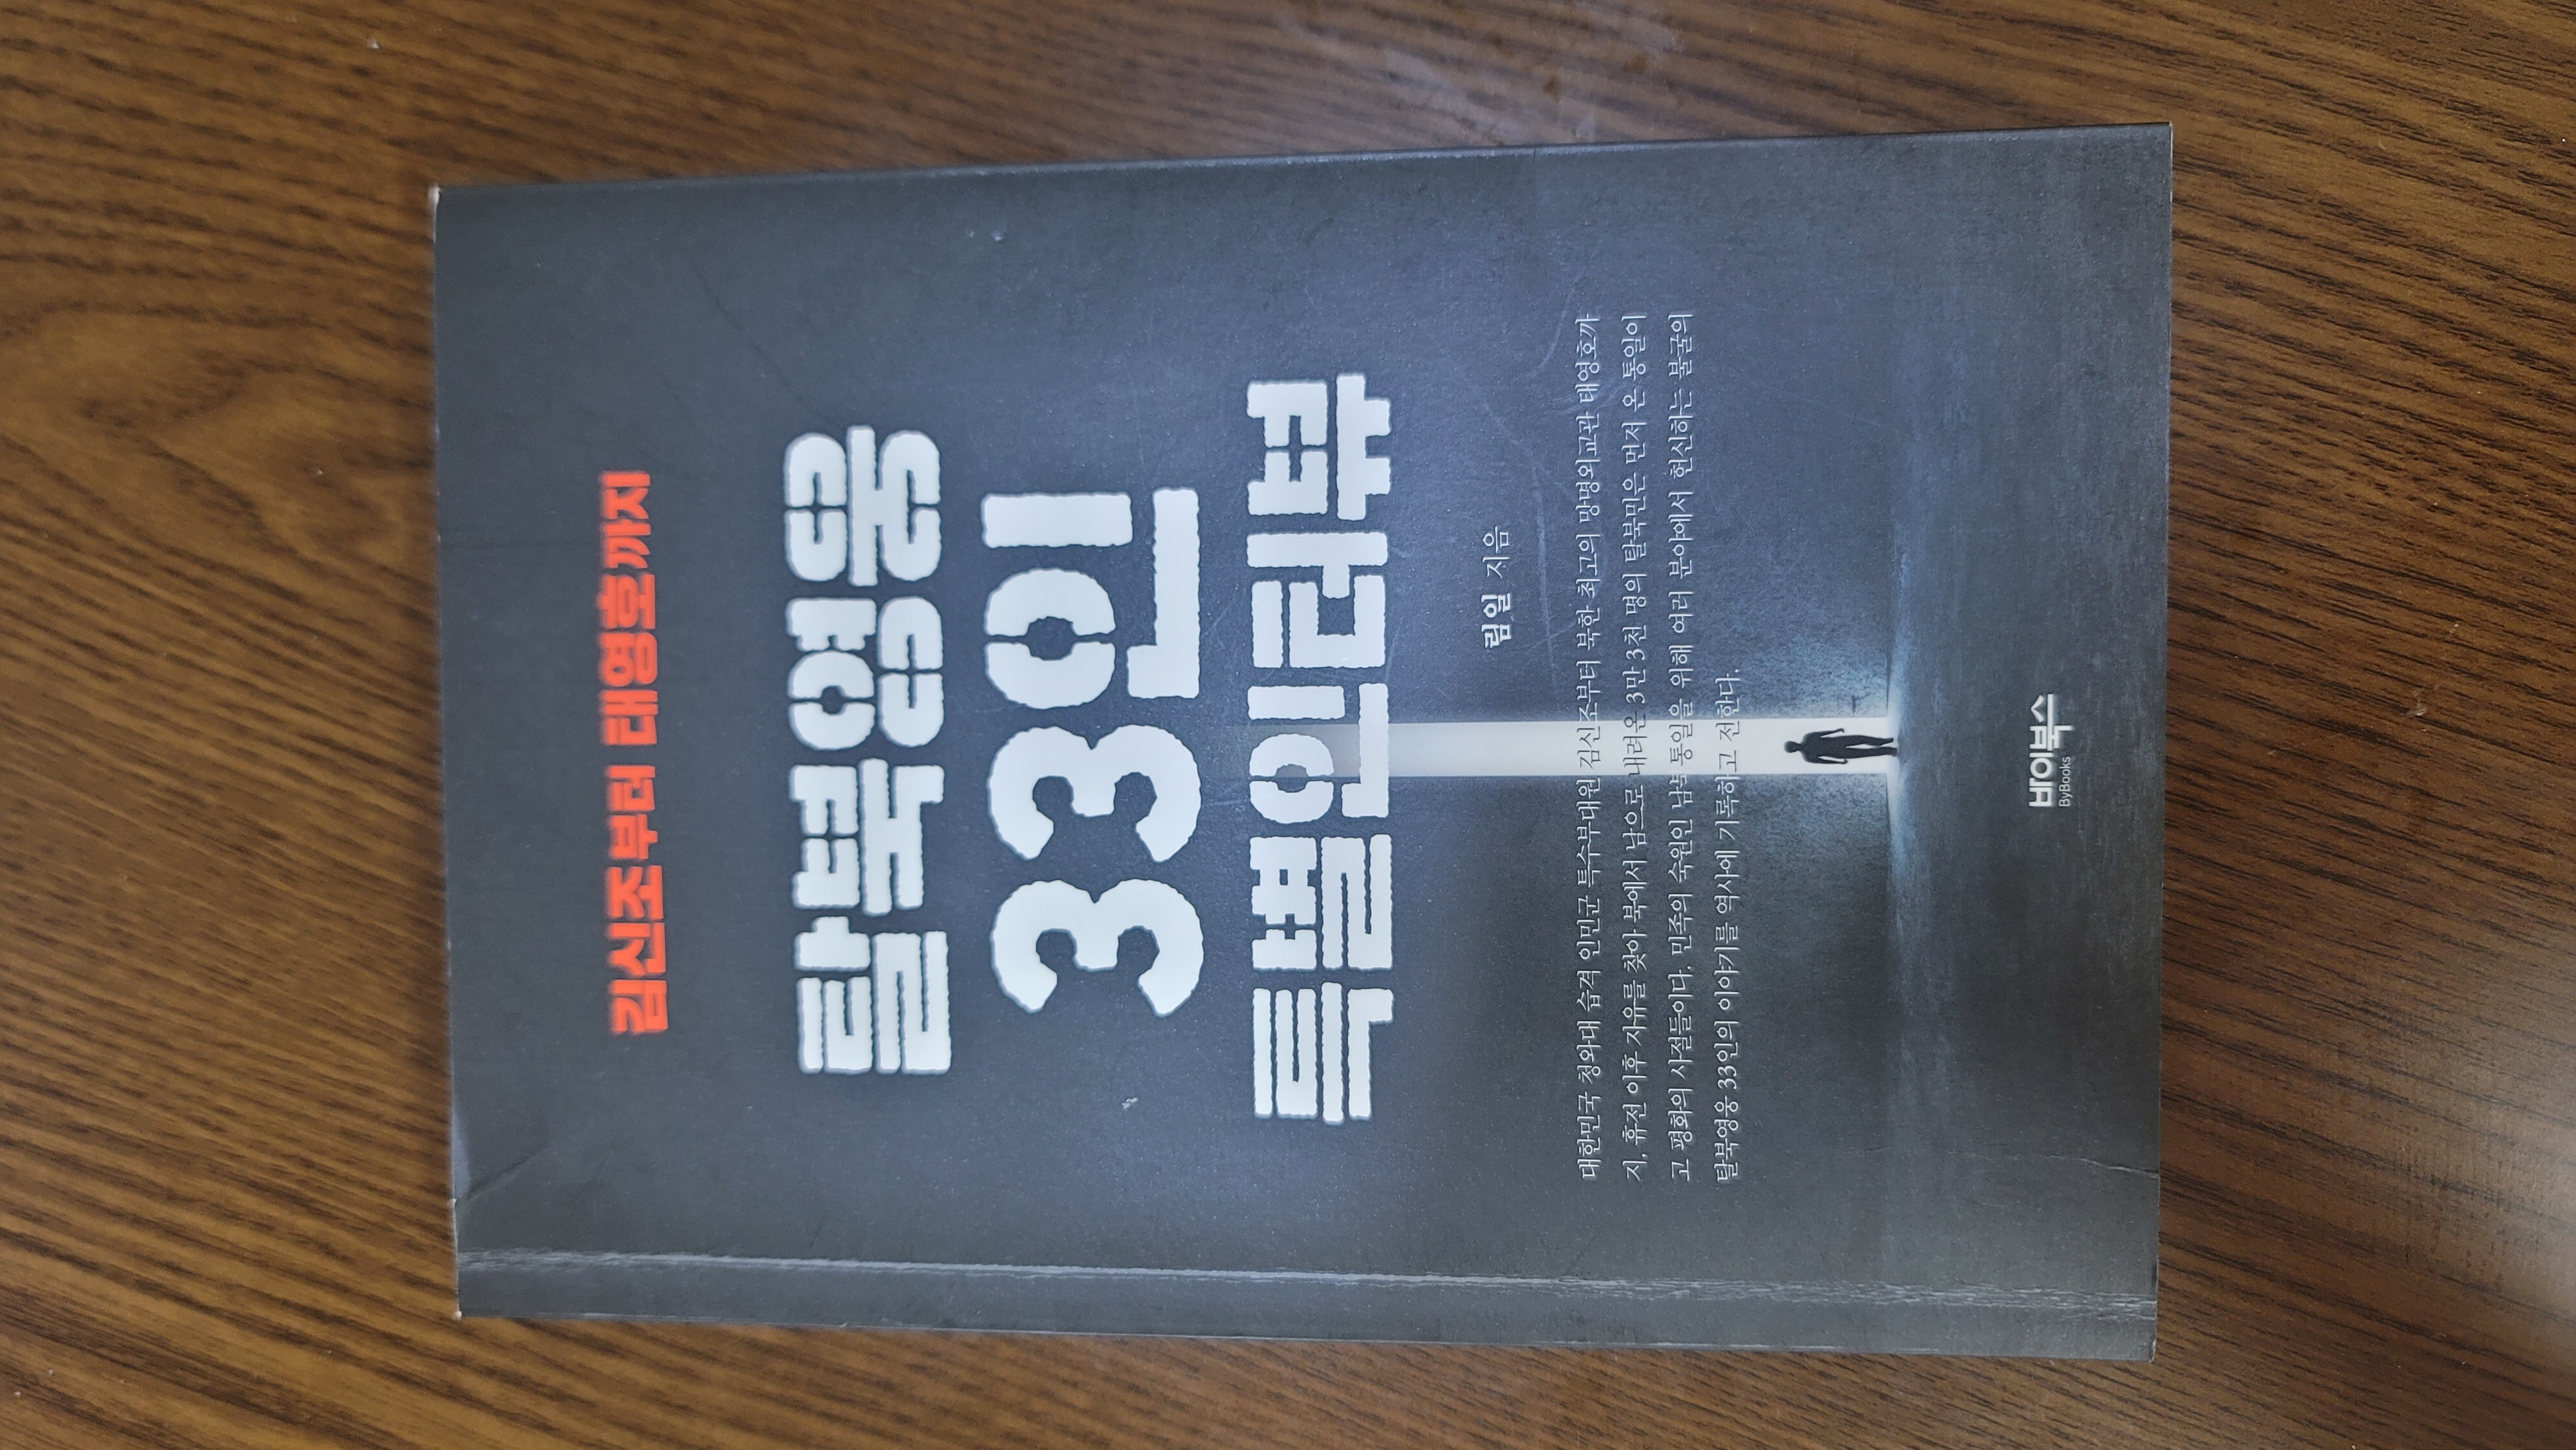 김신조부터 태영호까지
탈북영웅
33인
특별인터뷰
림일 지음
대한민국 청와대 습격 인민군 특수부대원 김신조부터 북한 최고의 망명외교관 태영호까
지, 휴전 이후 자유를 찾아 북에서 남으로 내려온 3만 3천 명의 탈북민은 먼저 온 통일이
고 평화의 사절들이다. 민족의 숙원인 남북통일을 위해 여러 분야에서 헌신하는 불굴의
탈북영웅 33인의 이야기를 역사에 기록하고 전한다.
바이북스
ByBooks